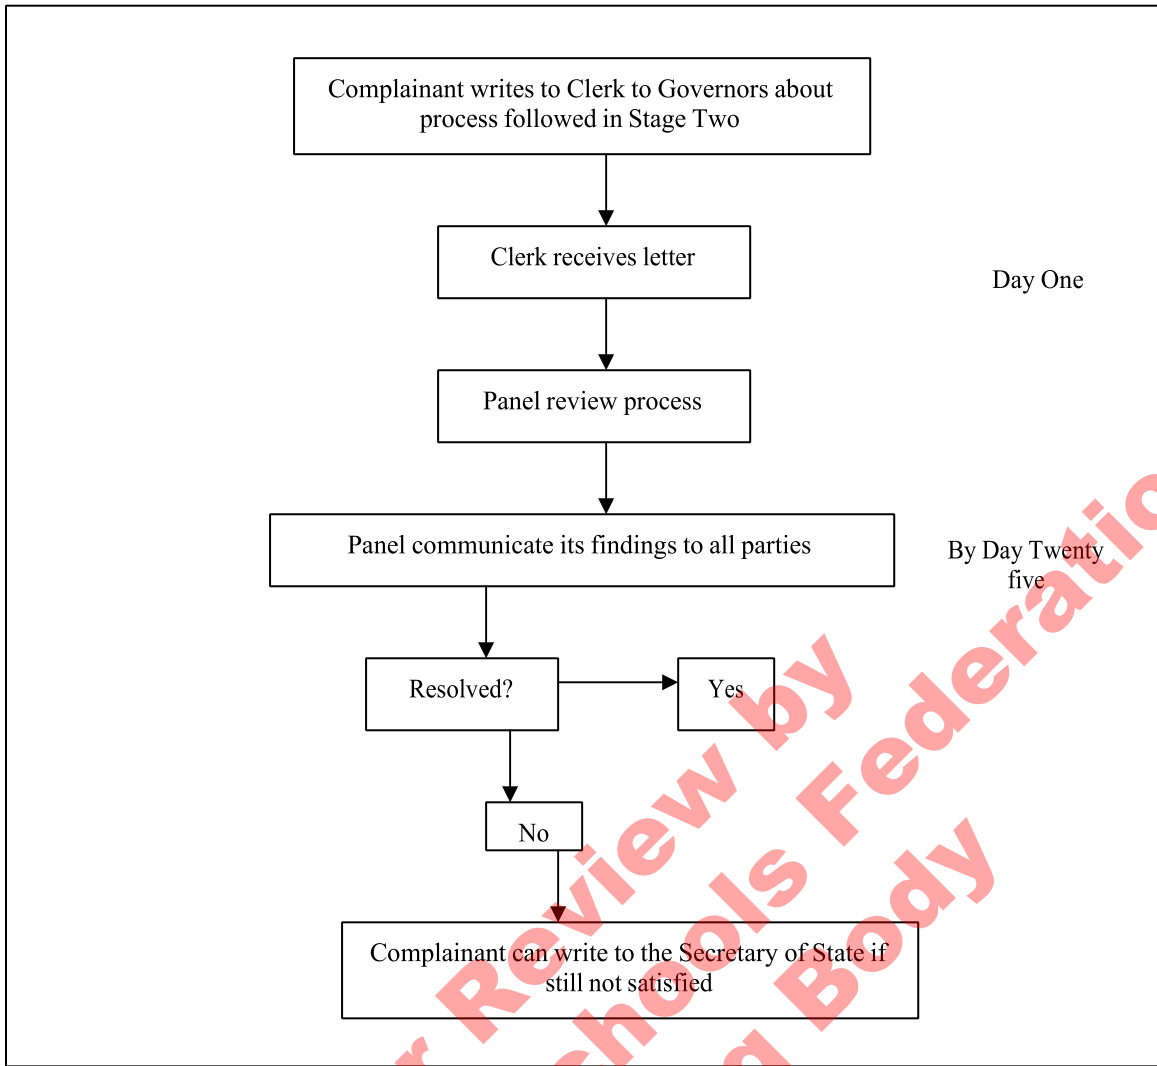 Complainant writes to Clerk to Governors about
process followed in Stage Two
Clerk receives letter
Day One
Panel review process
Panel communicate its findings to all parties
By Day Twenty
five
Resolved?
Yes
No
Complainant can write to the Secretary of State if
still not satisfied
Review by
Body